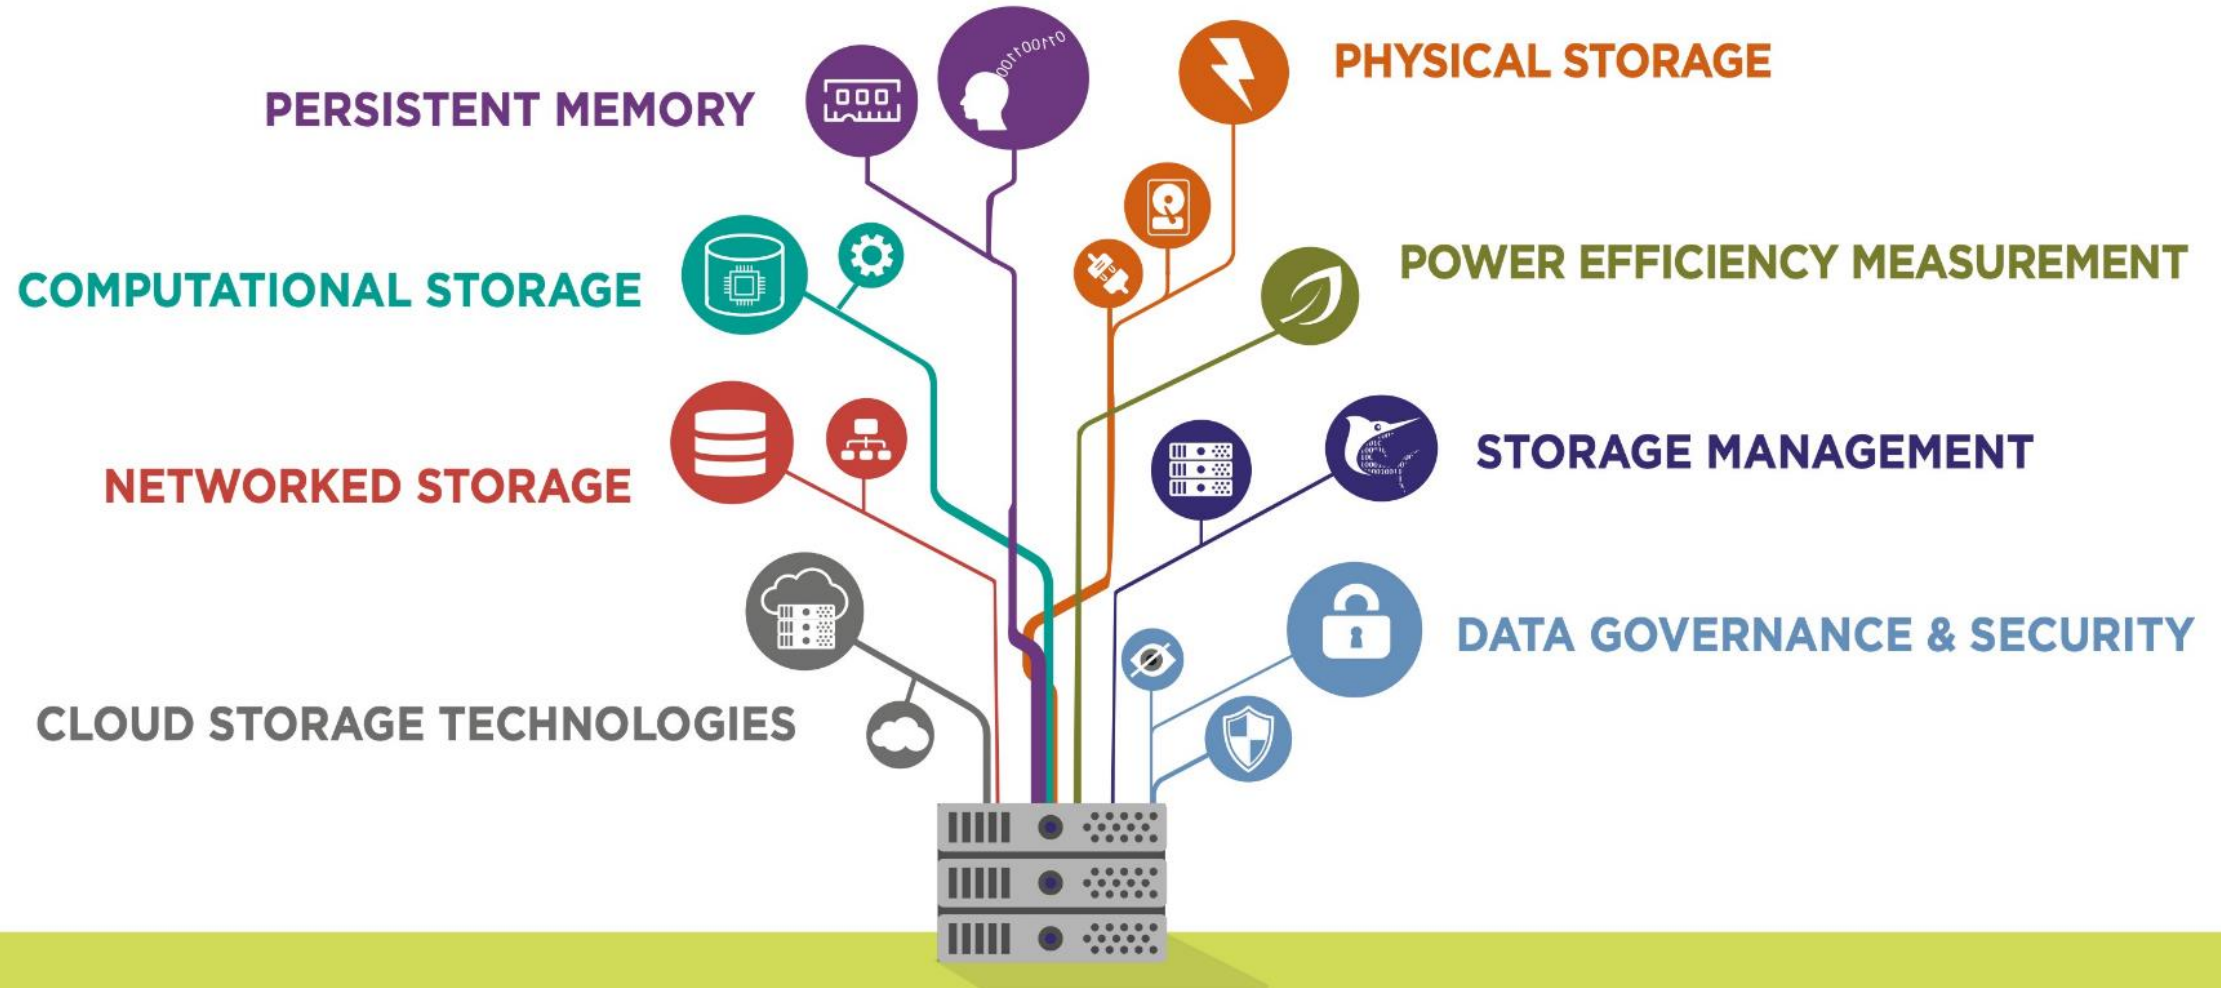 PERSISTENT MEMORY
COMPUTATIONAL STORAGE
NETWORKED STORAGE
CLOUD STORAGE TECHNOLOGIES
PHYSICAL STORAGE
POWER EFFICIENCY MEASUREMENT
STORAGE MANAGEMENT
DATA GOVERNANCE & SECURITY